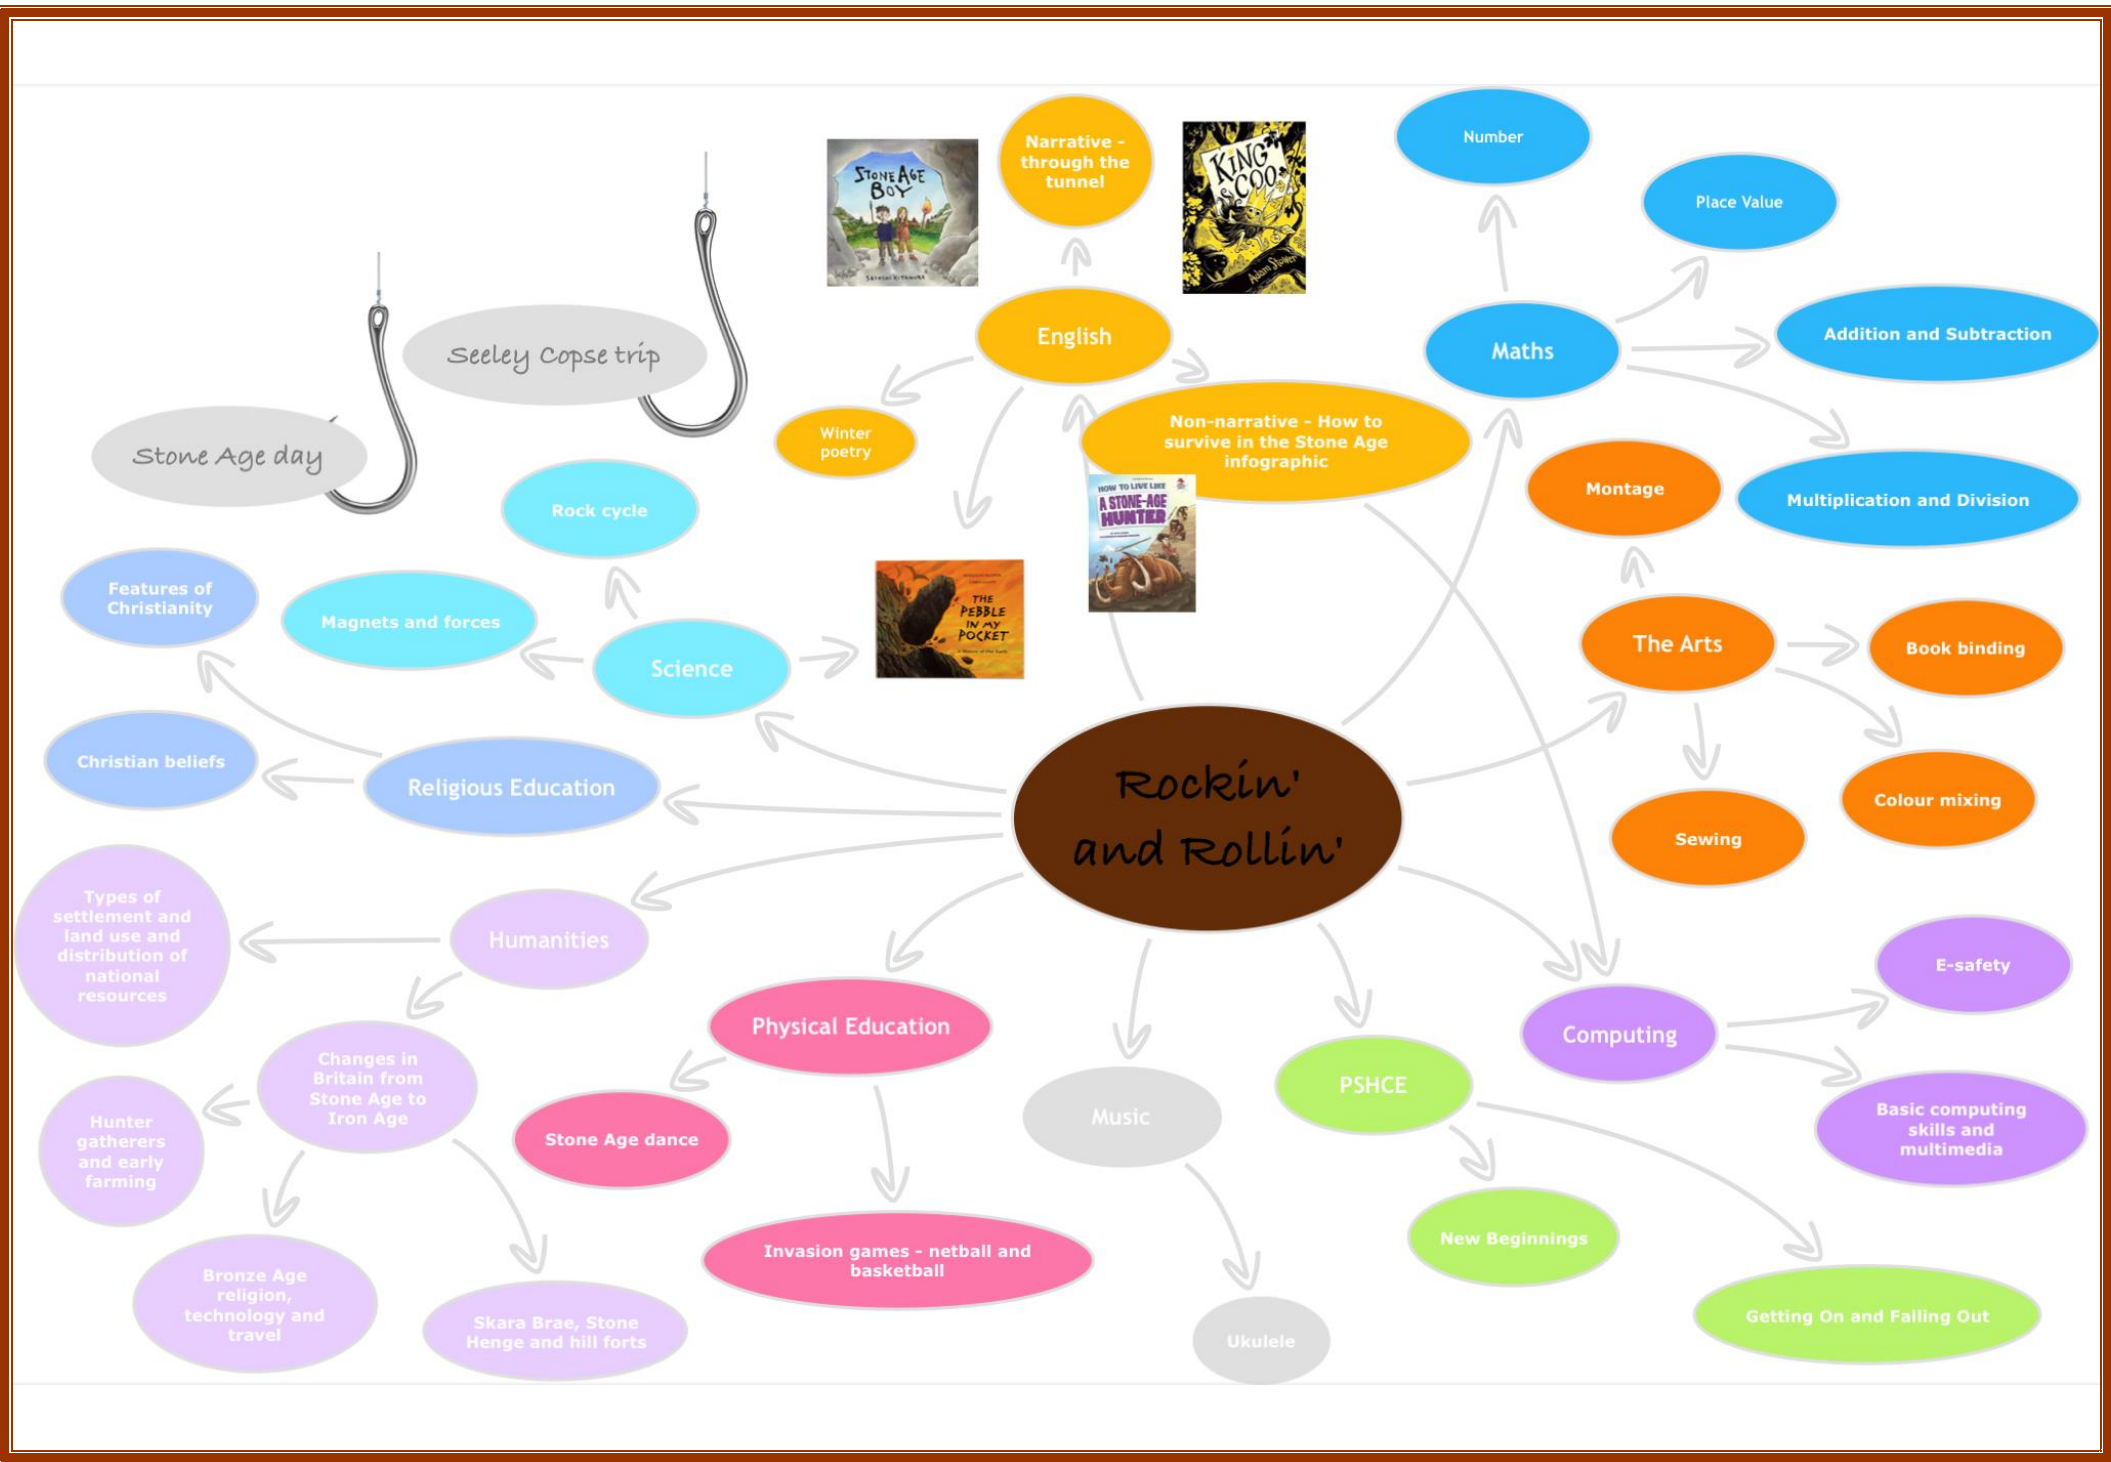 Narrative -
through the
tunnel
STONE AGE
BOY
SATOSHI KITAMURA
KING
& COO
Adam Stower
Number
Place Value
English
Maths
Addition and Subtraction
Seeley Copse trip
Stone Age day
Winter
poetry
Non-narrative - How to
survive in the Stone Age
infographic
HOW TO LIVE LIKE
A STONE-AGE
HUNTER
Montage
Multiplication and Division
Rock cycle
Features of
Christianity
Magnets and forces
Science
THE
PEBBLE
IN MY
POCKET
The Arts
Book binding
Christian beliefs
Religious Education
Rockin'
and Rollin'
Colour mixing
Sewing
Types of
settlement and
land use and
distribution of
national
resources
Humanities
E-safety
Physical Education
Computing
Changes in
Britain from
Stone Age to
Iron Age
PSHCE
Music
Hunter
gatherers
and early
farming
Stone Age dance
Basic computing
skills and
multimedia
Invasion games - netball and
basketball
New Beginnings
Bronze Age
religion,
technology and
travel
Skara Brae, Stone
Henge and hill forts
Ukulele
Getting On and Falling Out